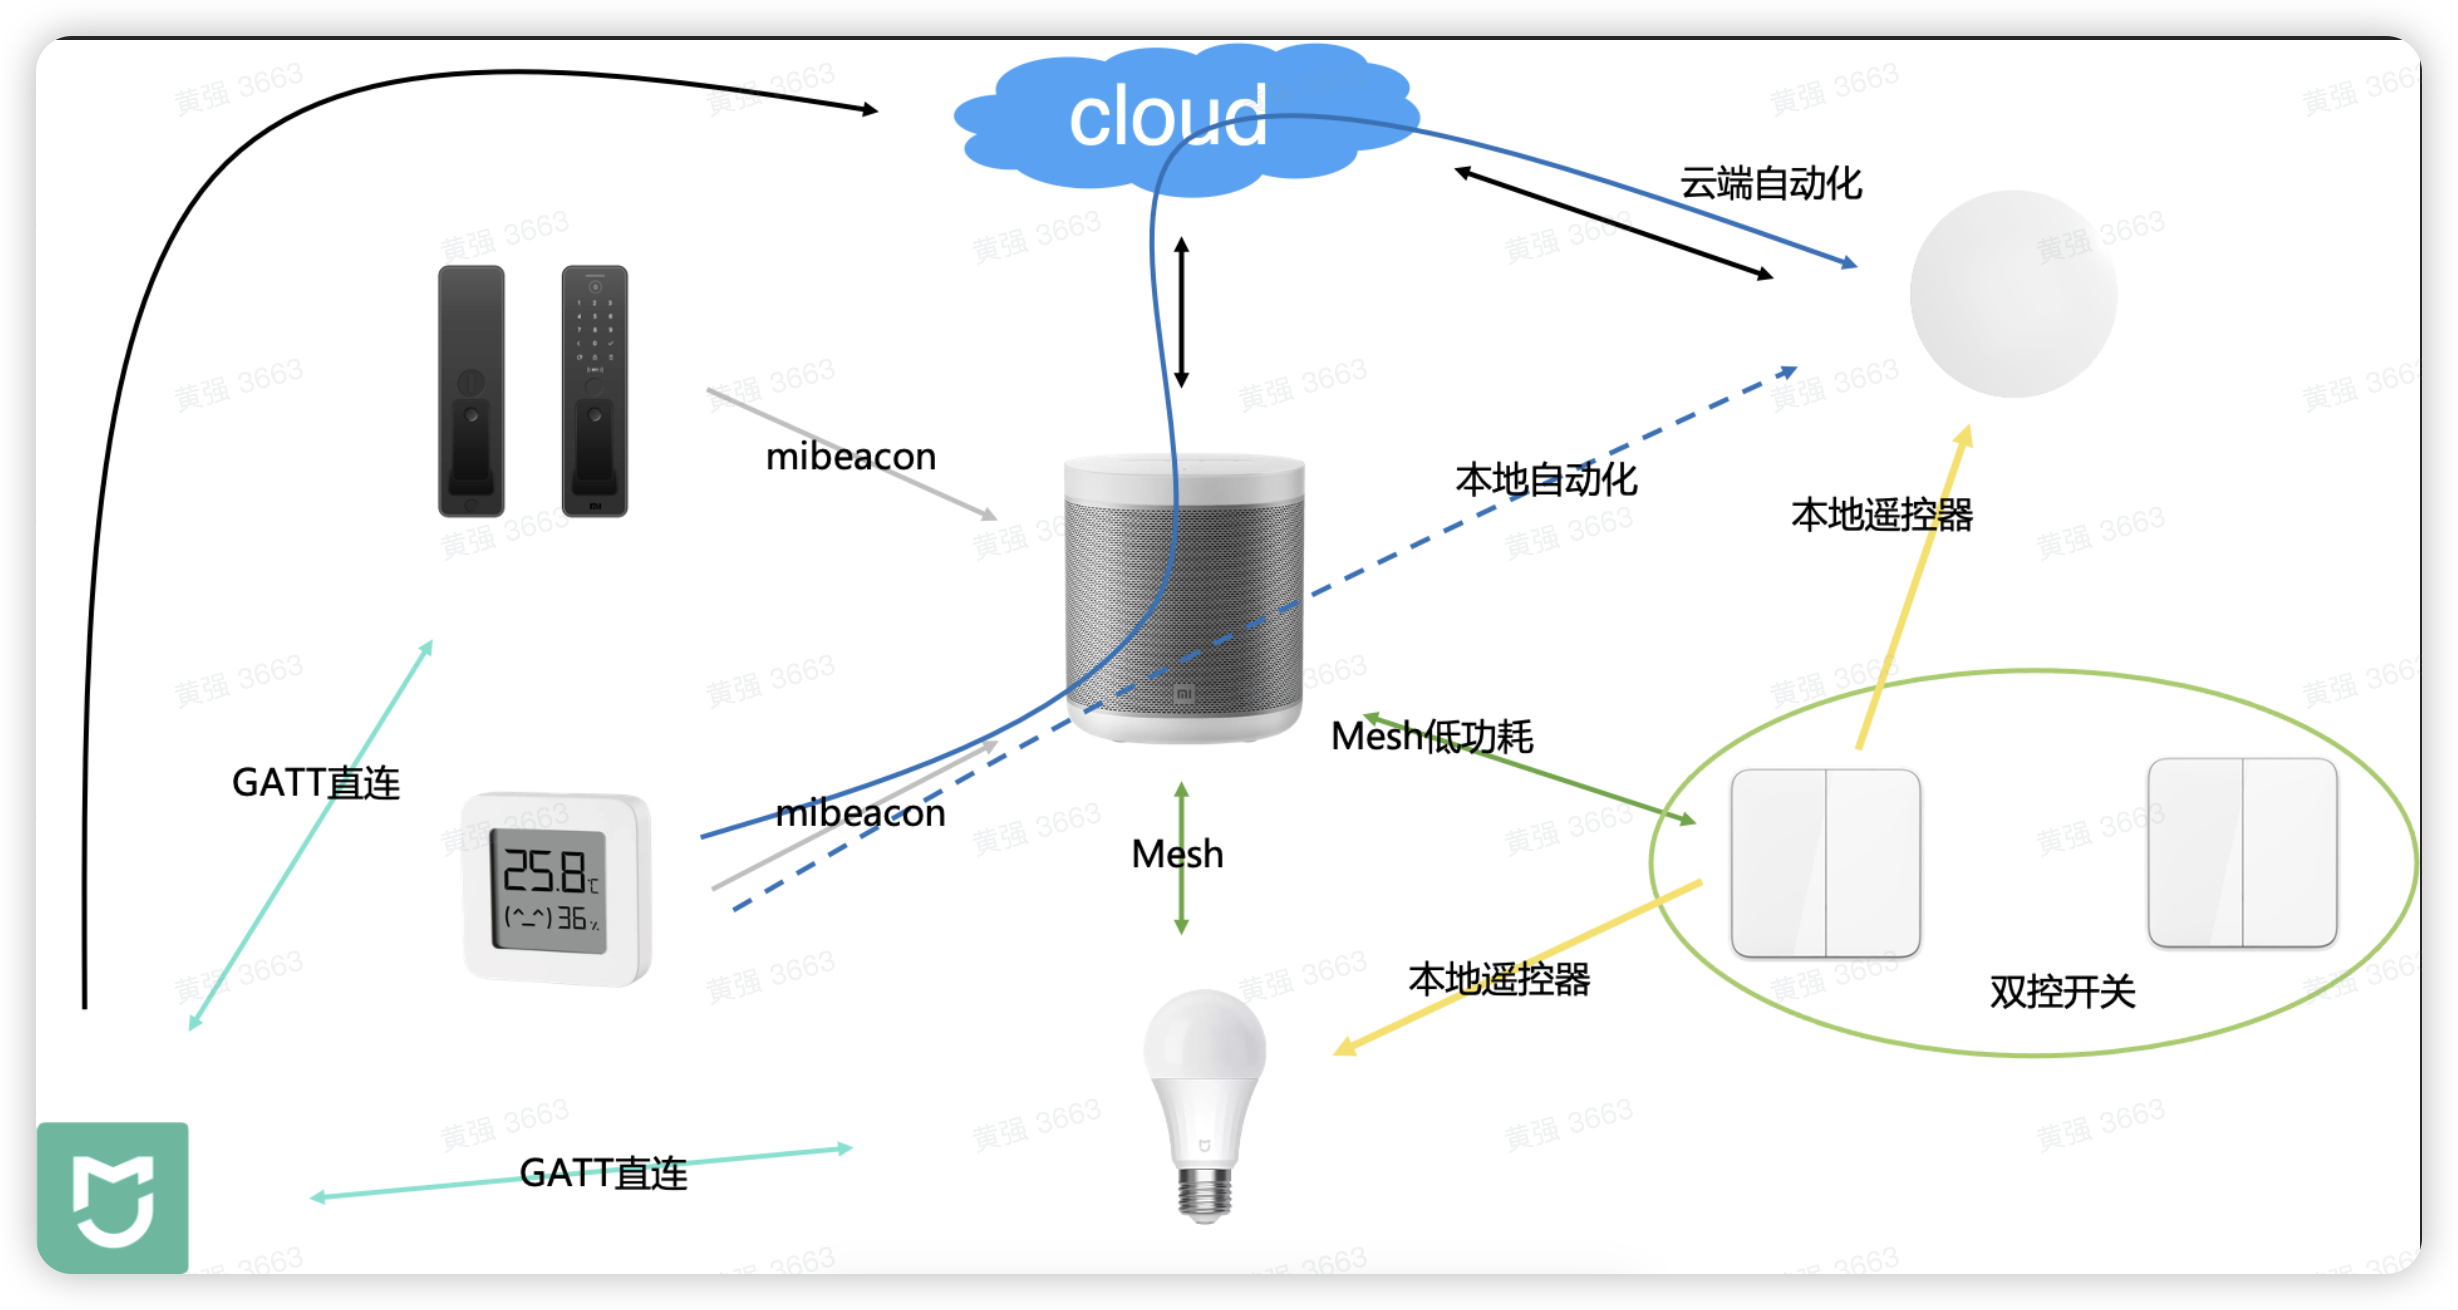 cloud
云端自动化
mibeacon
本地自动化
本地遥控器
Mesh低功耗
GATT直连
mibeacon
25.8℃
(^_^) 36%
Mesh
本地遥控器
双控开关
GATT直连
黄强 3663